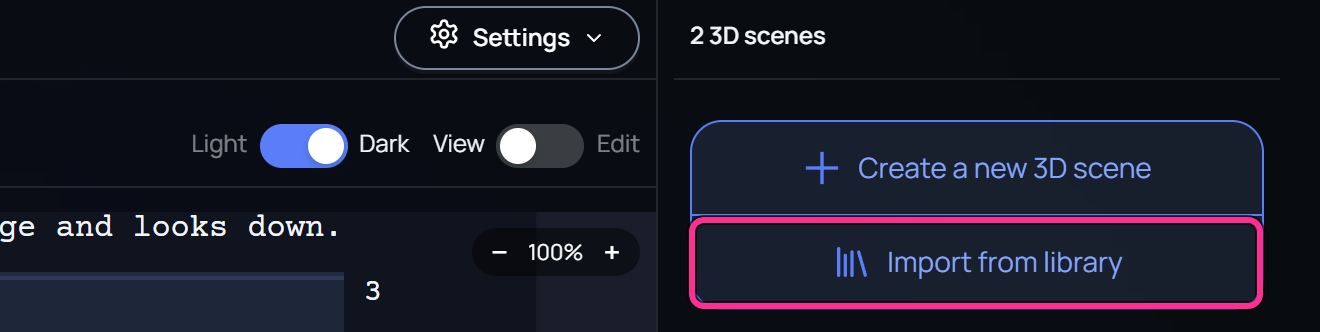 Settings
2 3D scenes
Light Dark View Edit
Create a new 3D scene
ge and looks down.
− 100% +
Import from library
3